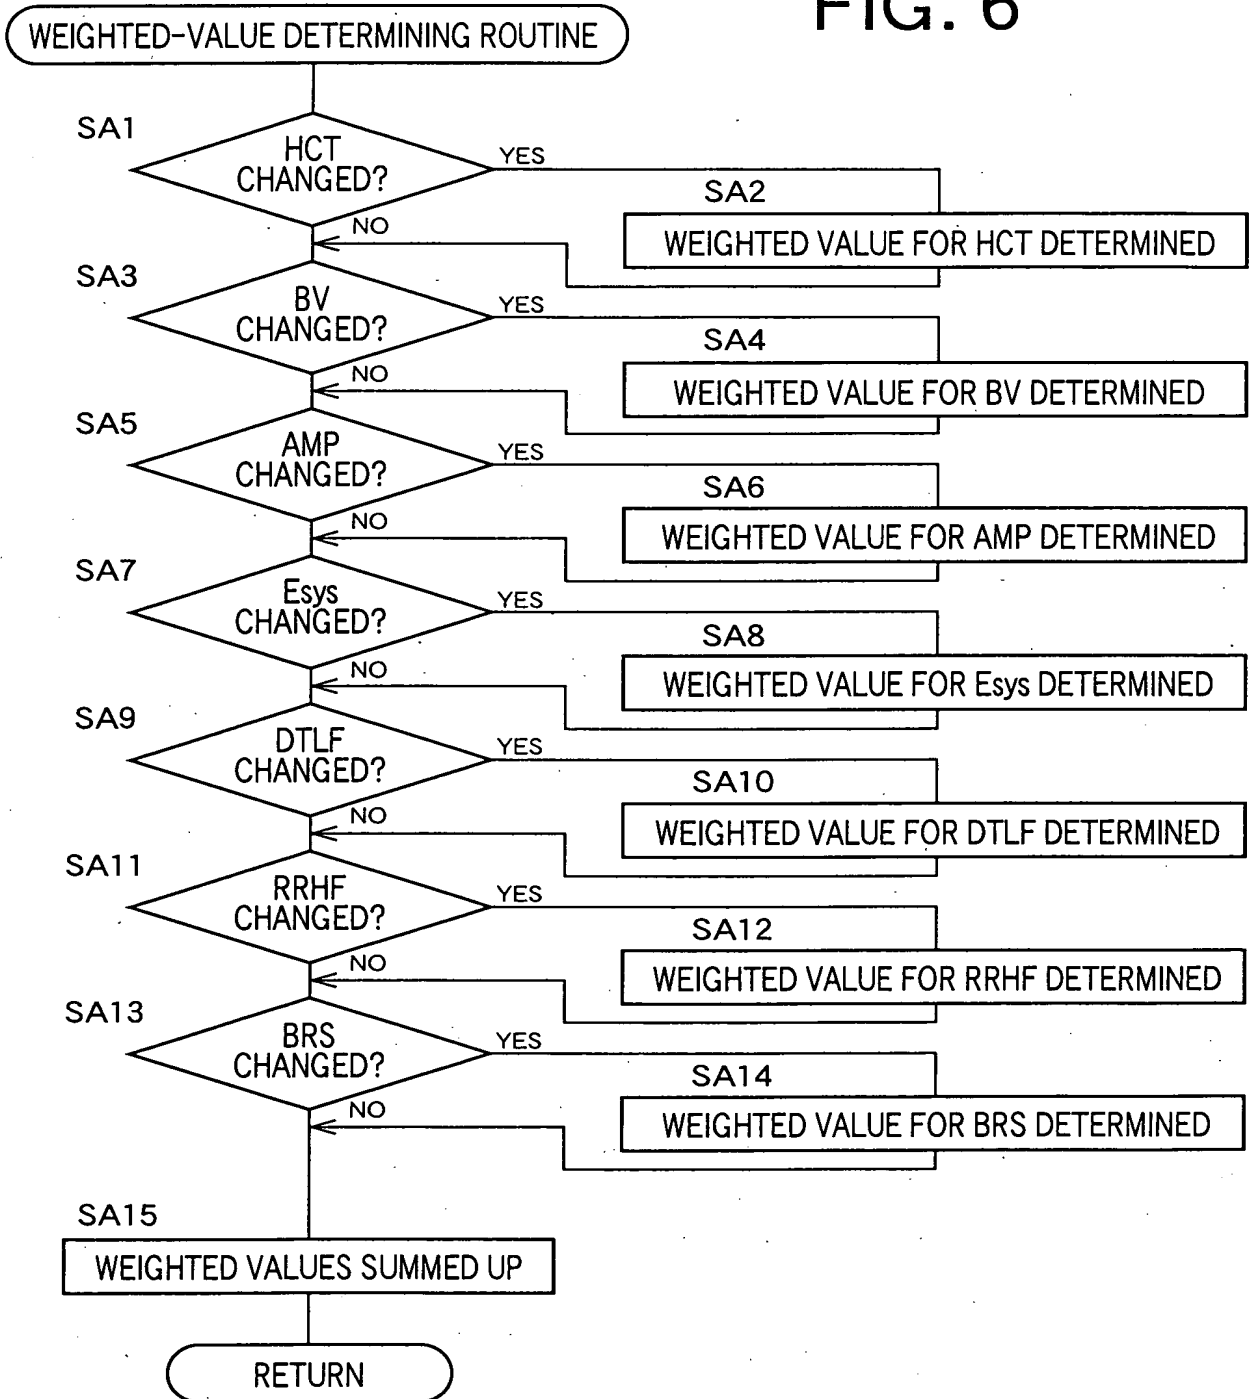 FIG. 6
WEIGHTED-VALUE DETERMINING ROUTINE
SA1
HCT
CHANGED?
YES
NO
SA2
WEIGHTED VALUE FOR HCT DETERMINED
SA3
BV
CHANGED?
YES
NO
SA4
WEIGHTED VALUE FOR BV DETERMINED
SA5
AMP
CHANGED?
YES
NO
SA6
WEIGHTED VALUE FOR AMP DETERMINED
SA7
Esys
CHANGED?
YES
NO
SA8
WEIGHTED VALUE FOR Esys DETERMINED
SA9
DTLF
CHANGED?
YES
NO
SA10
WEIGHTED VALUE FOR DTLF DETERMINED
SA11
RRHF
CHANGED?
YES
NO
SA12
WEIGHTED VALUE FOR RRHF DETERMINED
SA13
BRS
CHANGED?
YES
NO
SA14
WEIGHTED VALUE FOR BRS DETERMINED
SA15
WEIGHTED VALUES SUMMED UP
RETURN